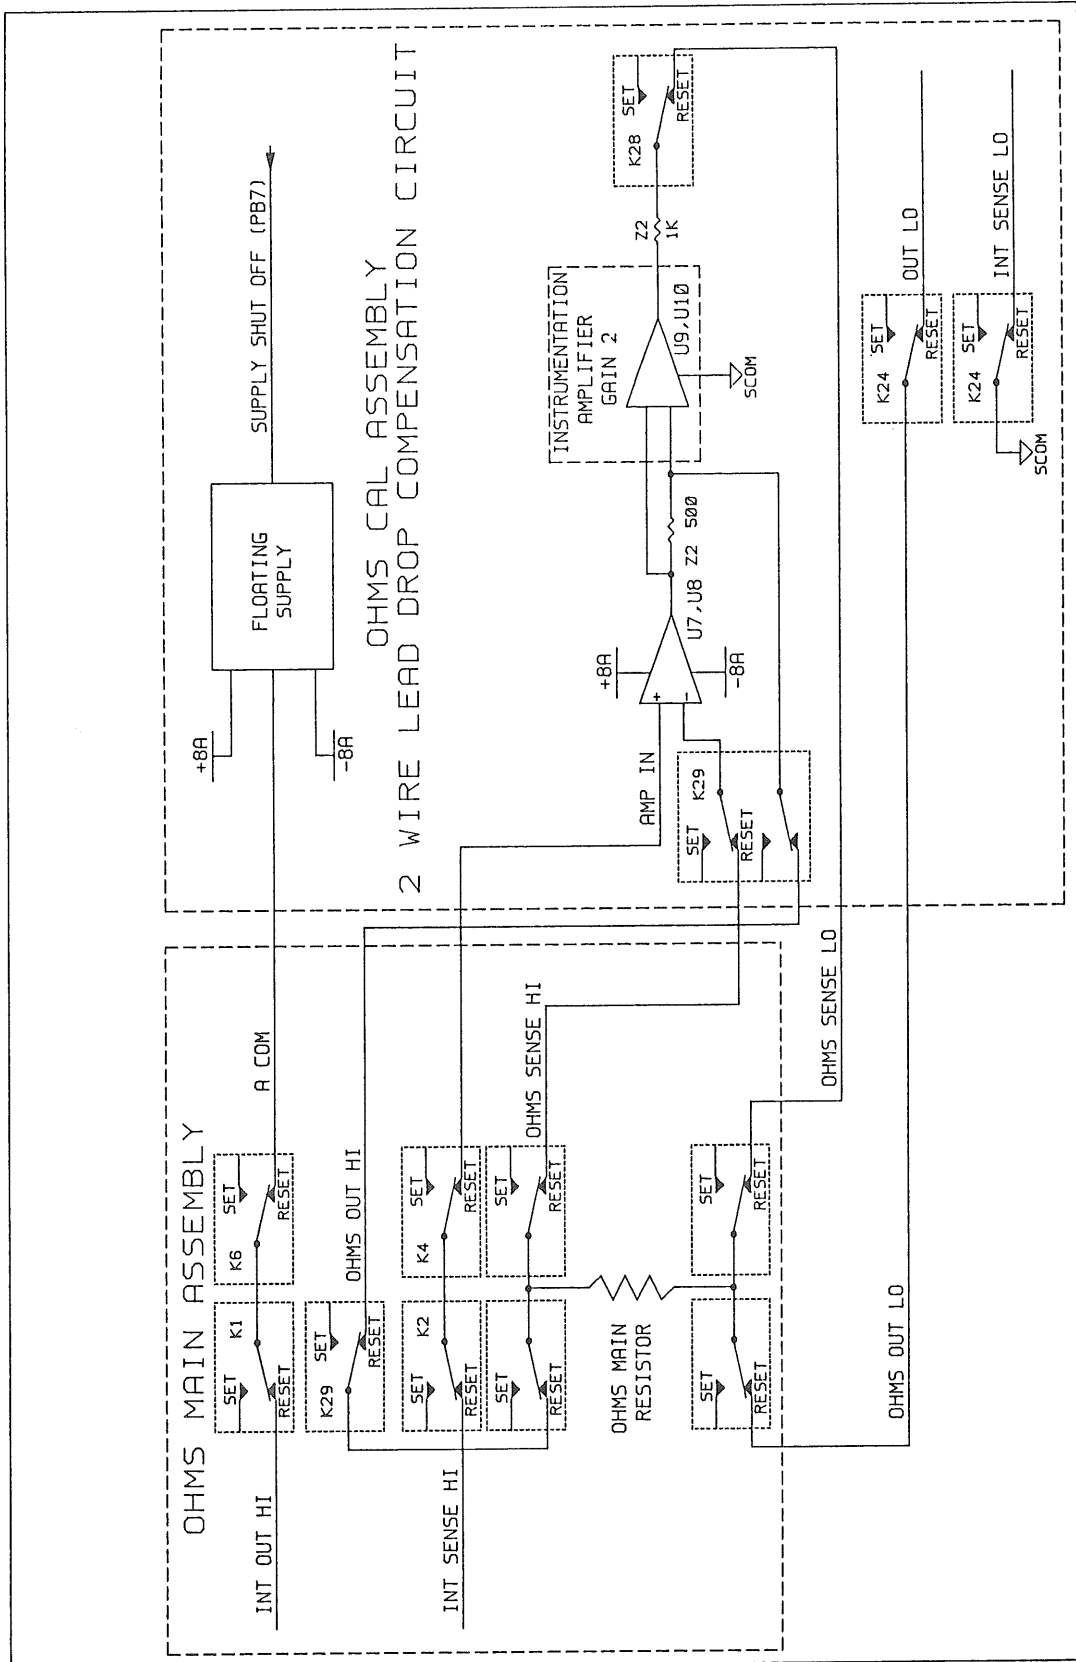 OHMS MAIN ASSEMBLY
INT OUT HI
SET
K1
RESET
SET
K6
RESET
A COM
SET
K29
RESET
OHMS OUT HI
INT SENSE HI
SET
K2
RESET
SET
K4
RESET
SET
RESET
SET
RESET
OHMS SENSE HI
OHMS MAIN
RESISTOR
SET
RESET
SET
RESET
OHMS OUT LO
OHMS SENSE LO
+8A
-8A
FLOATING
SUPPLY
SUPPLY SHUT OFF (PB7)
OHMS CAL ASSEMBLY
2 WIRE LEAD DROP COMPENSATION CIRCUIT
AMP IN
SET
K29
RESET
+8A
+
-
-8A
U7,U8
Z2 500
INSTRUMENTATION
AMPLIFIER
GAIN 2
U9,U10
SCOM
Z2
1K
K28
SET
RESET
K24
SET
RESET
OUT LO
K24
SET
RESET
INT SENSE LO
SCOM